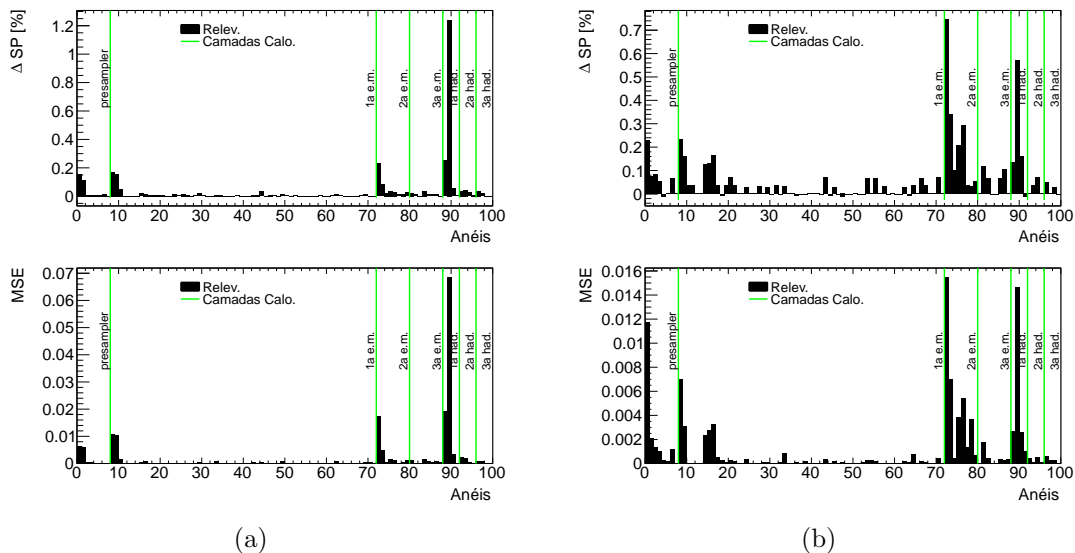 Δ SP [%]
1.2
1
0.8
0.6
0.4
0.2
0
Relev.
Camadas Calo.
presampler
1a e.m.
2a e.m.
3a e.m.
1a had.
2a had.
3a had.
0 10 20 30 40 50 60 70 80 90 100
Anéis
Δ SP [%]
0.7
0.6
0.5
0.4
0.3
0.2
0.1
0
Relev.
Camadas Calo.
presampler
1a e.m.
2a e.m.
3a e.m.
1a had.
2a had.
3a had.
0 10 20 30 40 50 60 70 80 90 100
Anéis
MSE
0.07
0.06
0.05
0.04
0.03
0.02
0.01
0
Relev.
Camadas Calo.
presampler
1a e.m.
2a e.m.
3a e.m.
1a had.
2a had.
3a had.
0 10 20 30 40 50 60 70 80 90 100
Anéis
MSE
0.016
0.014
0.012
0.01
0.008
0.006
0.004
0.002
0
Relev.
Camadas Calo.
presampler
1a e.m.
2a e.m.
3a e.m.
1a had.
2a had.
3a had.
0 10 20 30 40 50 60 70 80 90 100
Anéis
(a)
(b)